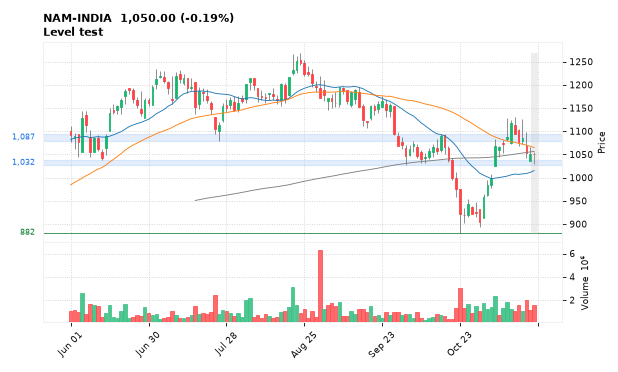 NAM-INDIA 1,050.00 (-0.19%)
Level test
1250
1200
1150
1100
1050
1000
950
900
Price
1,087
1,032
882
6
4
2
Volume 10⁶
Jun 01
Jun 30
Jul 28
Aug 25
Sep 23
Oct 23